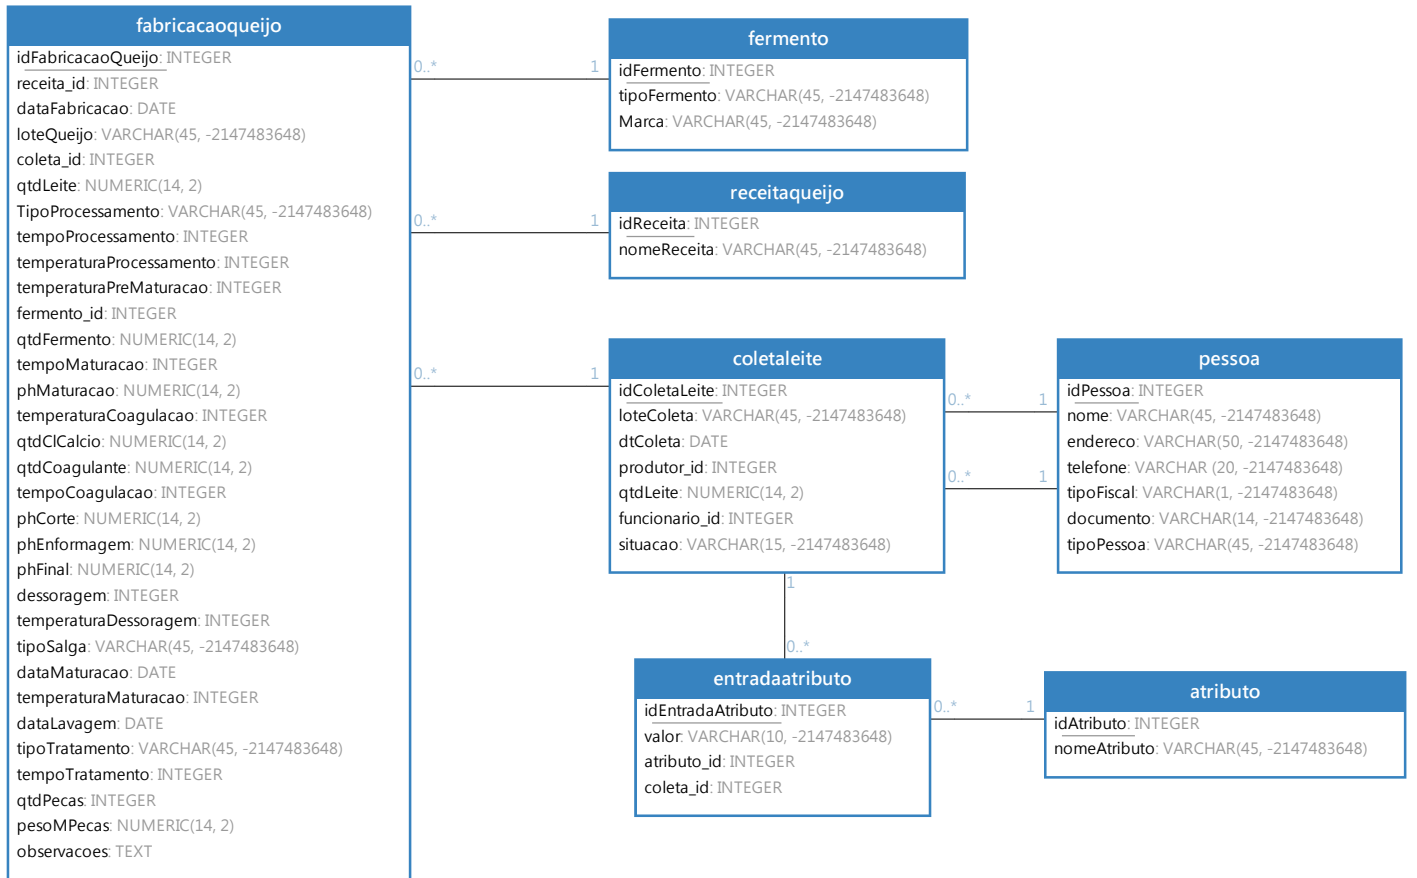 fabricacaoqueijo
idFabricacaoQueijo: INTEGER
receita_id: INTEGER
dataFabricacao: DATE
loteQueijo: VARCHAR(45, -2147483648)
coleta_id: INTEGER
qtdLeite: NUMERIC(14, 2)
TipoProcessamento: VARCHAR(45, -2147483648)
tempoProcessamento: INTEGER
temperaturaProcessamento: INTEGER
temperaturaPreMaturacao: INTEGER
fermento_id: INTEGER
qtdFermento: NUMERIC(14, 2)
tempoMaturacao: INTEGER
phMaturacao: NUMERIC(14, 2)
temperaturaCoagulacao: INTEGER
qtdClCalcio: NUMERIC(14, 2)
qtdCoagulante: NUMERIC(14, 2)
tempoCoagulacao: INTEGER
phCorte: NUMERIC(14, 2)
phEnformagem: NUMERIC(14, 2)
phFinal: NUMERIC(14, 2)
dessoragem: INTEGER
temperaturaDessoragem: INTEGER
tipoSalga: VARCHAR(45, -2147483648)
dataMaturacao: DATE
temperaturaMaturacao: INTEGER
dataLavagem: DATE
tipoTratamento: VARCHAR(45, -2147483648)
tempoTratamento: INTEGER
qtdPecas: INTEGER
pesoMPecas: NUMERIC(14, 2)
observacoes: TEXT
0..* 1
fermento
idFermento: INTEGER
tipoFermento: VARCHAR(45, -2147483648)
Marca: VARCHAR(45, -2147483648)
0..* 1
receitaqueijo
idReceita: INTEGER
nomeReceita: VARCHAR(45, -2147483648)
0..* 1
coletaleite
idColetaLeite: INTEGER
loteColeta: VARCHAR(45, -2147483648)
dtColeta: DATE
produtor_id: INTEGER
qtdLeite: NUMERIC(14, 2)
funcionario_id: INTEGER
situacao: VARCHAR(15, -2147483648)
0..* 1
0..* 1
pessoa
idPessoa: INTEGER
nome: VARCHAR(45, -2147483648)
endereco: VARCHAR(50, -2147483648)
telefone: VARCHAR (20, -2147483648)
tipoFiscal: VARCHAR(1, -2147483648)
documento: VARCHAR(14, -2147483648)
tipoPessoa: VARCHAR(45, -2147483648)
1
0..*
entradaatributo
idEntradaAtributo: INTEGER
valor: VARCHAR(10, -2147483648)
atributo_id: INTEGER
coleta_id: INTEGER
0..* 1
atributo
idAtributo: INTEGER
nomeAtributo: VARCHAR(45, -2147483648)